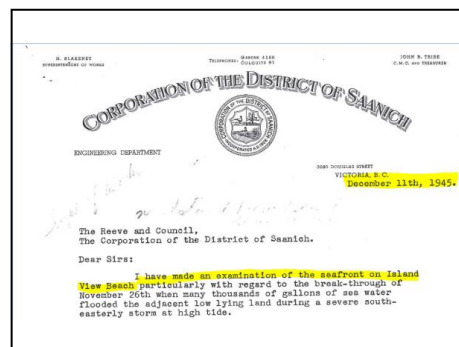 H. BLAKENEY
SUPERINTENDENT OF WORKS
TELEPHONES:
JOHN B. TRIBE
C.M.C. AND TREASURER
CORPORATION OF THE DISTRICT OF SAANICH
ENGINEERING DEPARTMENT
DOUGLAS STREET
VICTORIA, B.C.
December 11th, 1945.
The Reeve and Council,
The Corporation of the District of Saanich.
Dear Sirs:
I have made an examination of the seafront on Island
View Beach particularly with regard to the break-through of
November 26th when many thousands of gallons of sea water
flooded the adjacent low lying land during a severe south-
easterly storm at high tide.